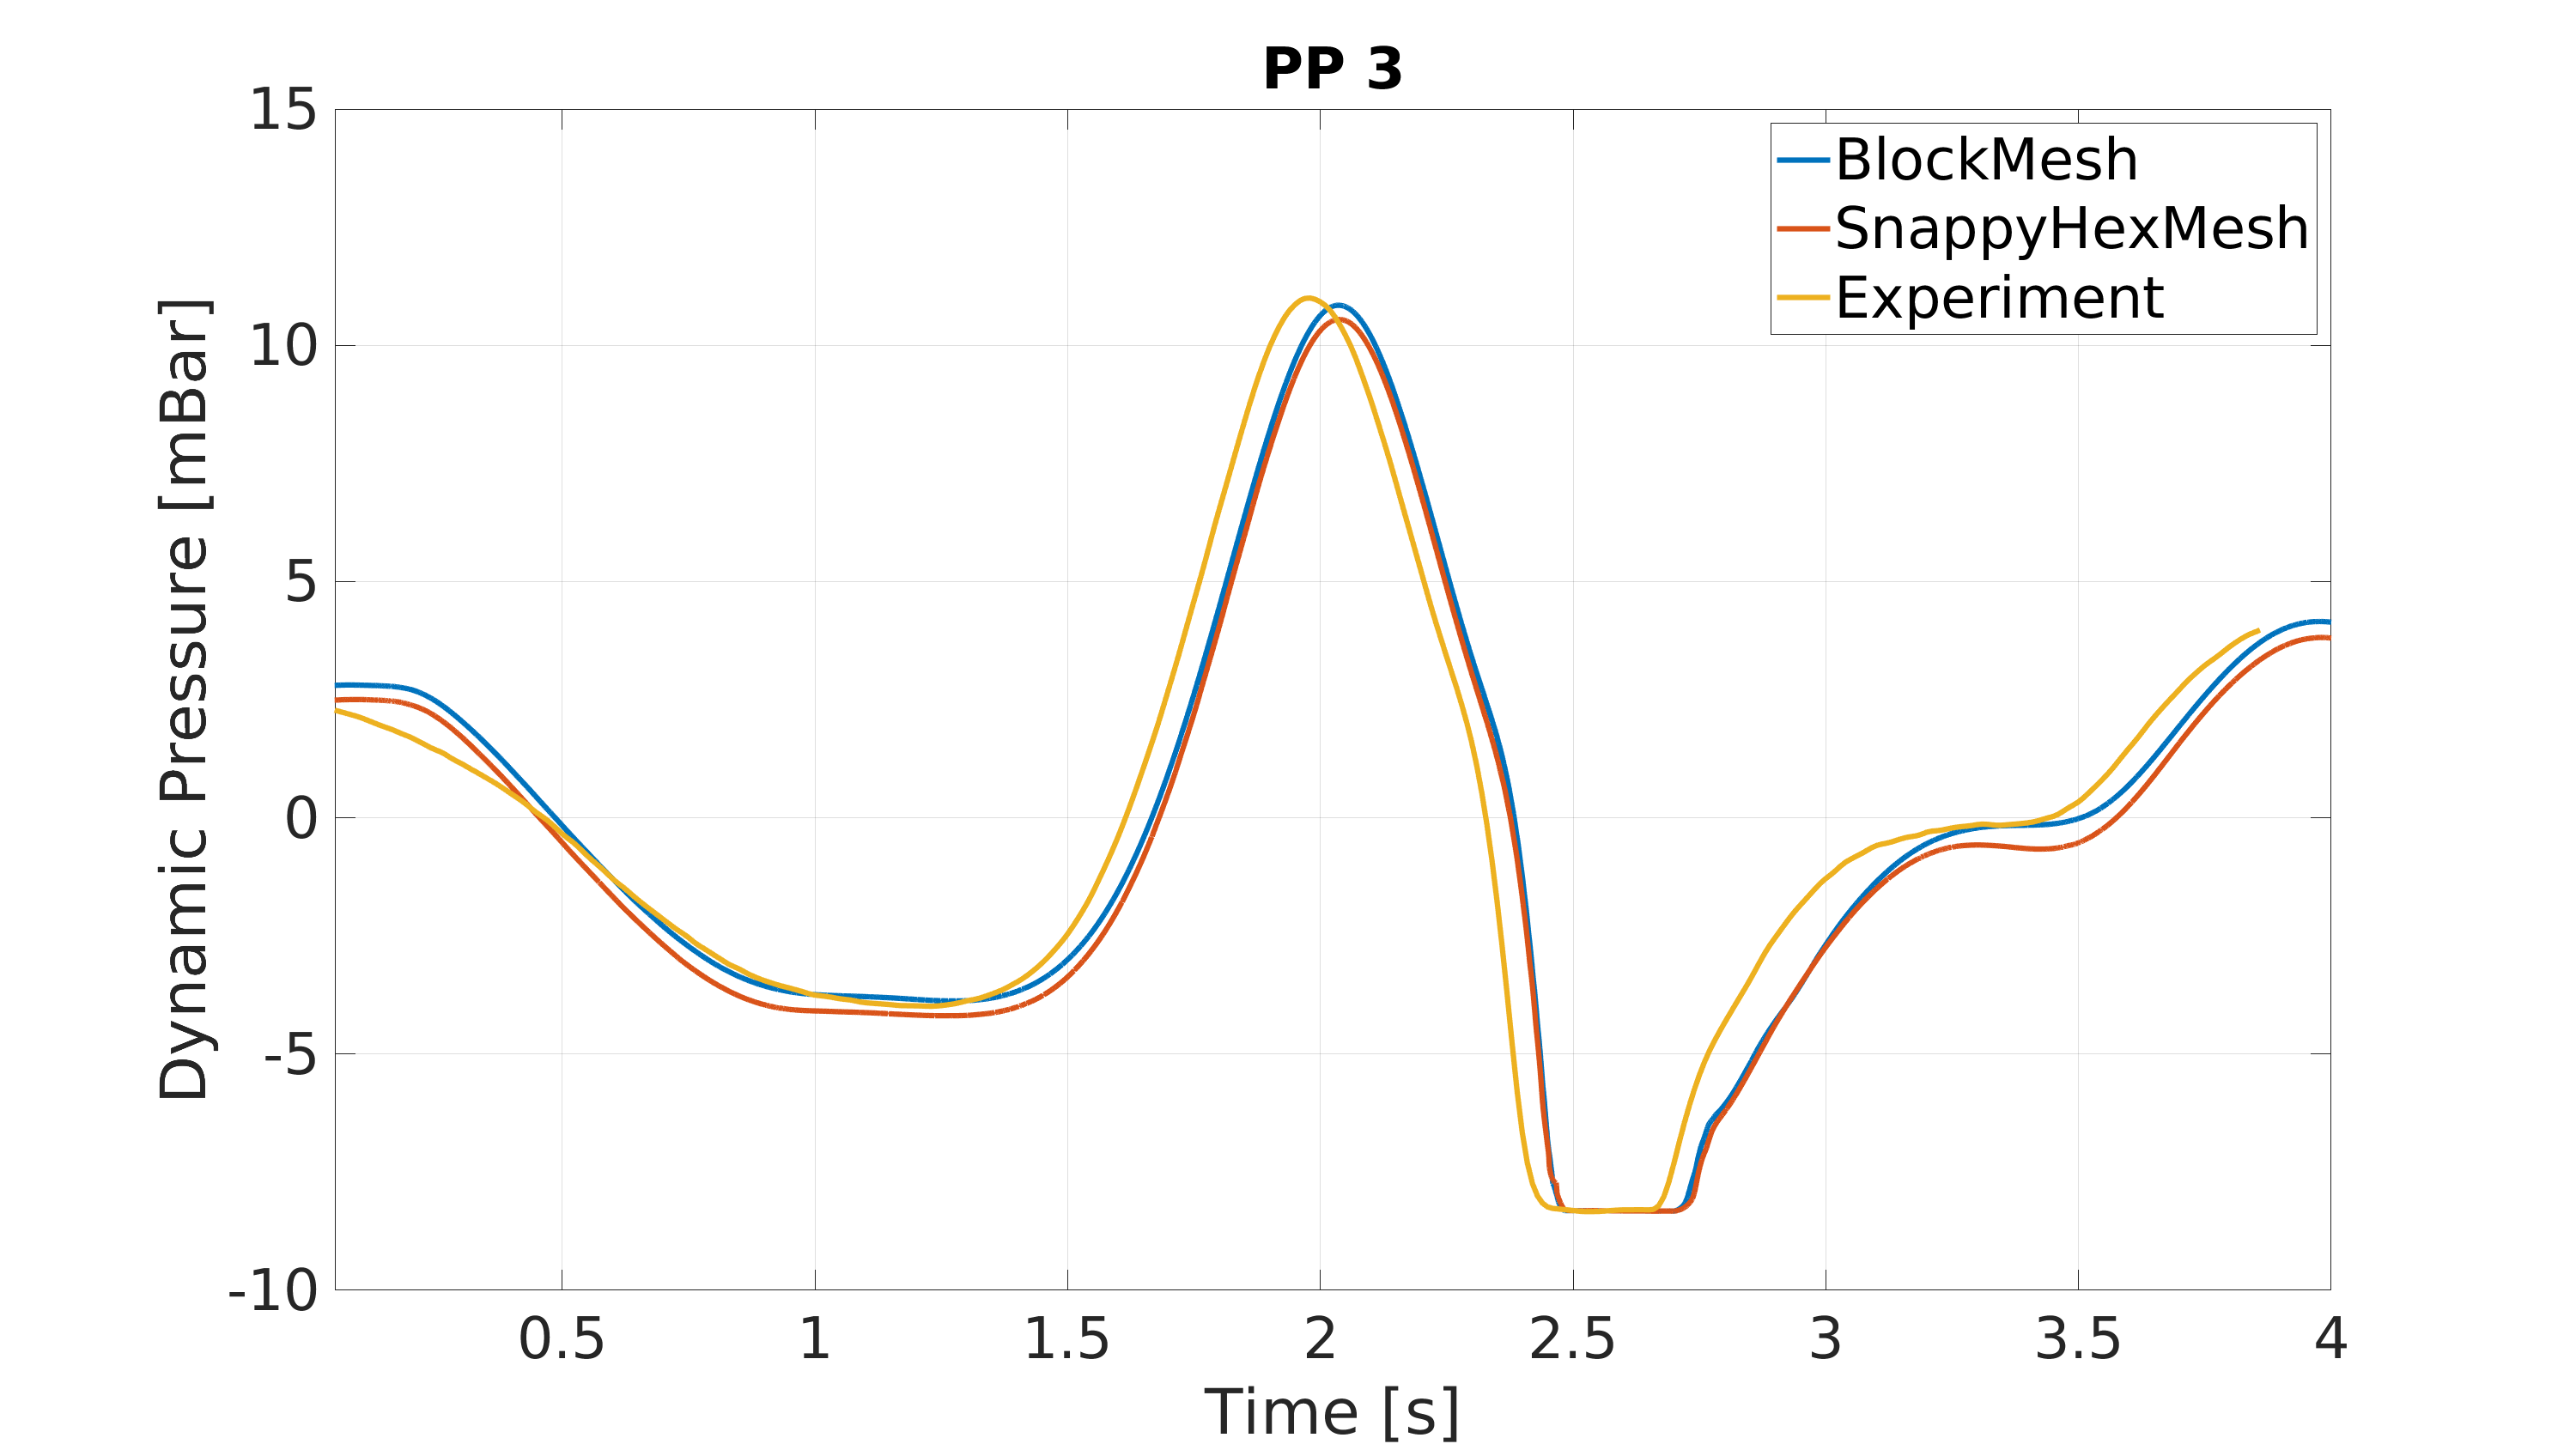 PP 3
15
10
5
0
-5
-10
Dynamic Pressure [mBar]
BlockMesh
SnappyHexMesh
Experiment
0.5 1 1.5 2 2.5 3 3.5 4
Time [s]